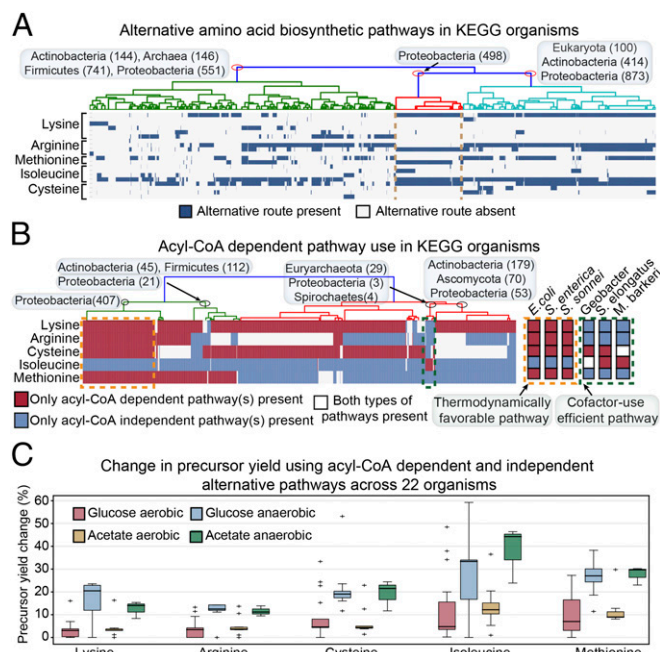 A
Alternative amino acid biosynthetic pathways in KEGG organisms
Actinobacteria (144), Archaea (146)
Firmicutes (741), Proteobacteria (551)
Proteobacteria (498)
Eukaryota (100)
Actinobacteria (414)
Proteobacteria (873)
Lysine
Arginine
Methionine
Isoleucine
Cysteine
Alternative route present
Alternative route absent
B
Acyl-CoA dependent pathway use in KEGG organisms
Proteobacteria(407)
Actinobacteria (45), Firmicutes (112)
Proteobacteria (21)
Euryarchaeota (29)
Proteobacteria (3)
Spirochaetes(4)
Actinobacteria (179)
Ascomycota (70)
Proteobacteria (53)
E. coli
S. enterica
S. sonnei
Geobacter
S. elongatus
M. barkeri
Lysine
Arginine
Cysteine
Isoleucine
Methionine
Only acyl-CoA dependent pathway(s) present
Only acyl-CoA independent pathway(s) present
Both types of
pathways present
Thermodynamically
favorable pathway
Cofactor-use
efficient pathway
C
Change in precursor yield using acyl-CoA dependent and independent
alternative pathways across 22 organisms
Precursor yield change (%)
60
50
40
30
20
10
0
Glucose aerobic
Glucose anaerobic
Acetate aerobic
Acetate anaerobic
Lysine
Arginine
Cysteine
Isoleucine
Methionine